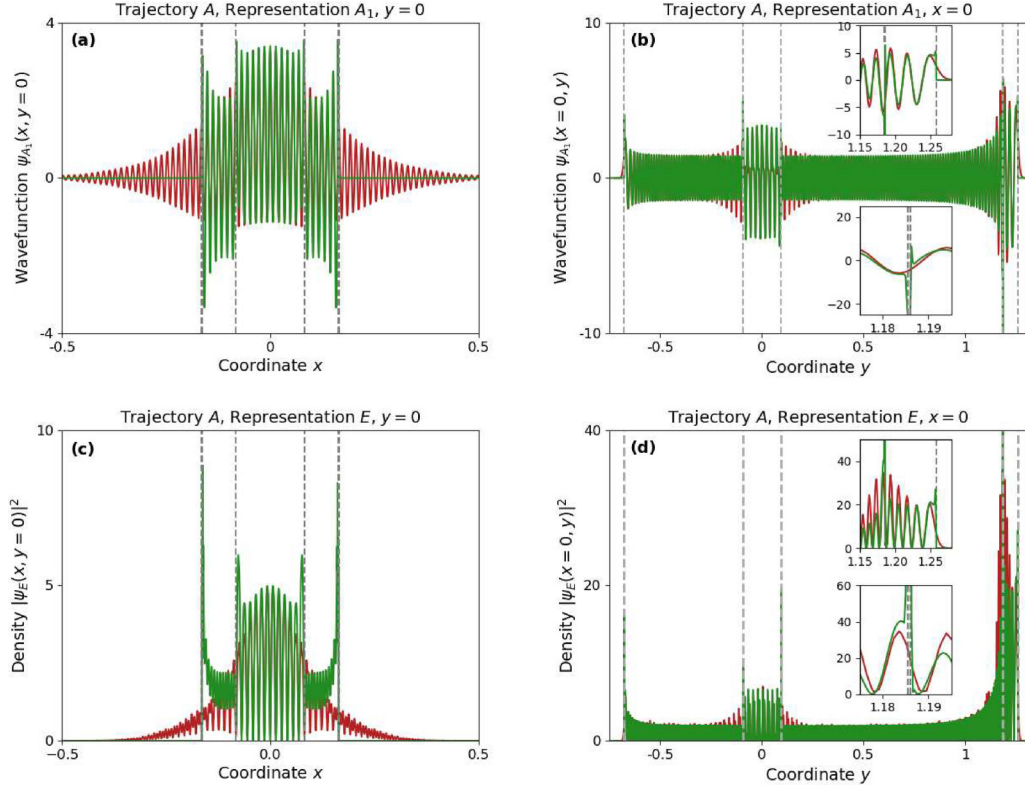 Trajectory A, Representation A₁, y = 0
(a)
Wavefunction ψ_A₁(x, y = 0)
4
0
-4
-0.5 0 0.5
Coordinate x
Trajectory A, Representation A₁, x = 0
(b)
Wavefunction ψ_A₁(x = 0, y)
10
0
-10
10
5
0
-5
-10
1.15 1.20 1.25
20
0
-20
1.18 1.19
-0.5 0 0.5 1
Coordinate y
Trajectory A, Representation E, y = 0
(c)
Density |ψ_E(x, y = 0)|²
10
5
0
−0.5 0.0 0.5
Coordinate x
Trajectory A, Representation E, x = 0
(d)
Density |ψ_E(x = 0, y)|²
40
20
0
40
20
0
1.15 1.20 1.25
60
40
20
0
1.18 1.19
-0.5 0 0.5 1
Coordinate y